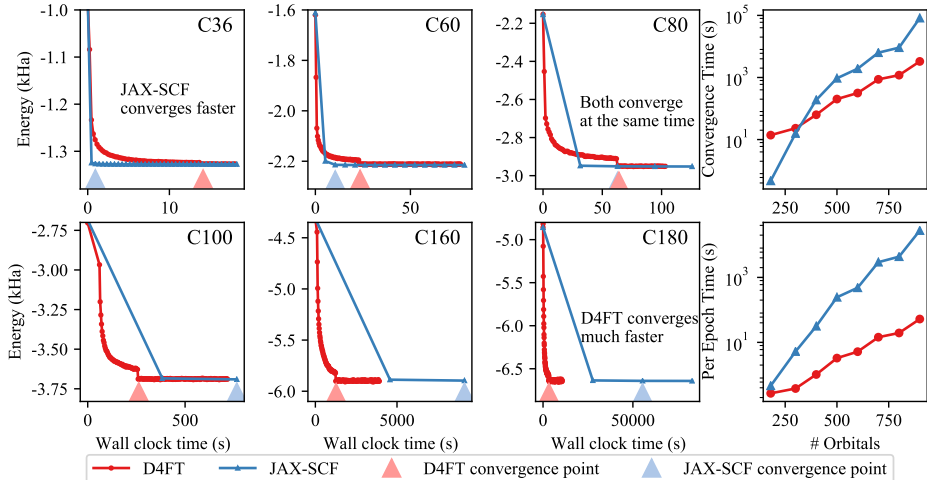 C36
C60
C80
Energy (kHa)
-1.0
-1.1
-1.2
-1.3
0
10
JAX-SCF
converges faster
-1.6
-1.8
-2.0
-2.2
0
50
-2.2
-2.4
-2.6
-2.8
-3.0
0
50
100
Both converge
at the same time
Convergence Time (s)
10^5
10^3
10^1
250
500
750
C100
C160
C180
Energy (kHa)
-2.75
-3.00
-3.25
-3.50
-3.75
0
500
Wall clock time (s)
-4.5
-5.0
-5.5
-6.0
0
5000
Wall clock time (s)
-5.0
-5.5
-6.0
-6.5
0
50000
Wall clock time (s)
D4FT converges
much faster
Per Epoch Time (s)
10^3
10^1
250
500
750
# Orbitals
D4FT
JAX-SCF
D4FT convergence point
JAX-SCF convergence point